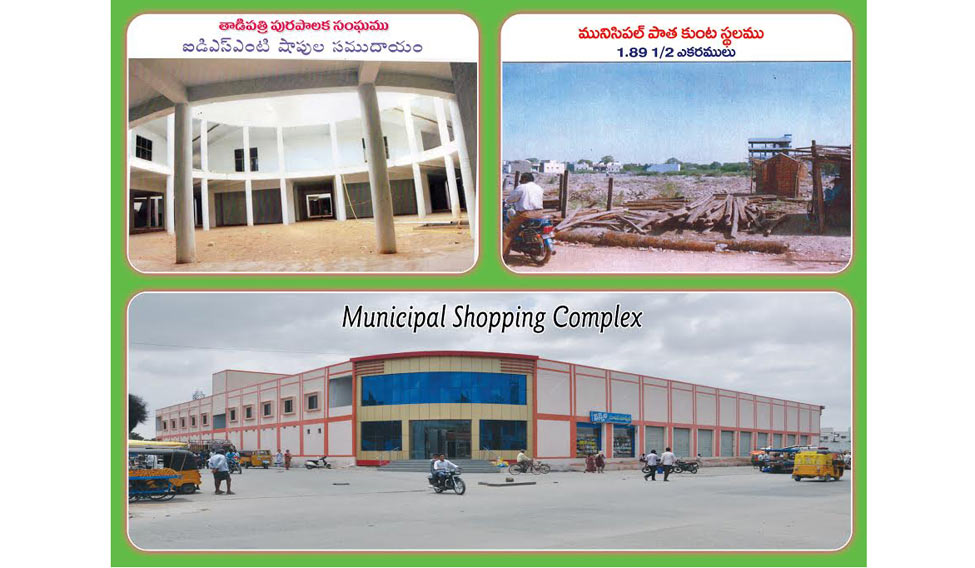 తాడిపత్రి పురపాలక సంఘము
ఐడిఎస్ఎంటి షాపుల సముదాయం
మునిసిపల్ పాత కుంట స్థలము
1.89 1/2 ఎకరములు
Municipal Shopping Complex